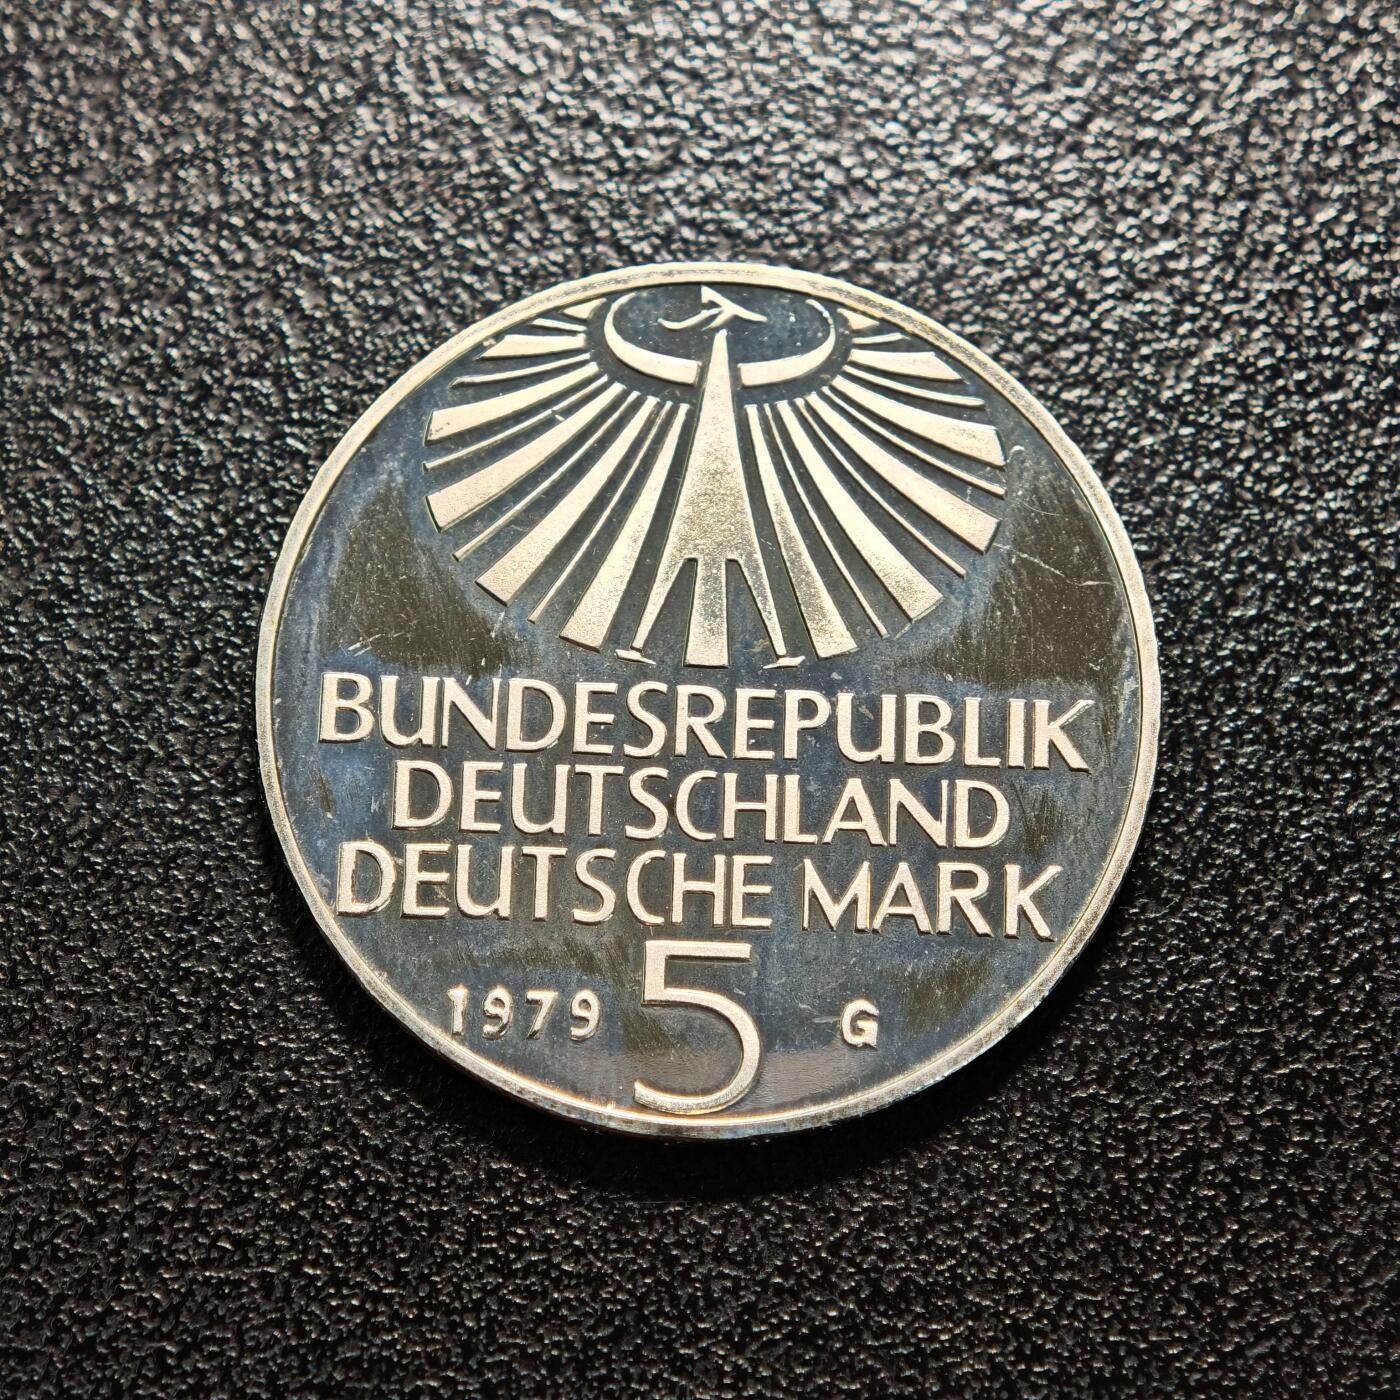 BUNDESREPUBLIK
DEUTSCHLAND
DEUTSCHE MARK
1979 5 G